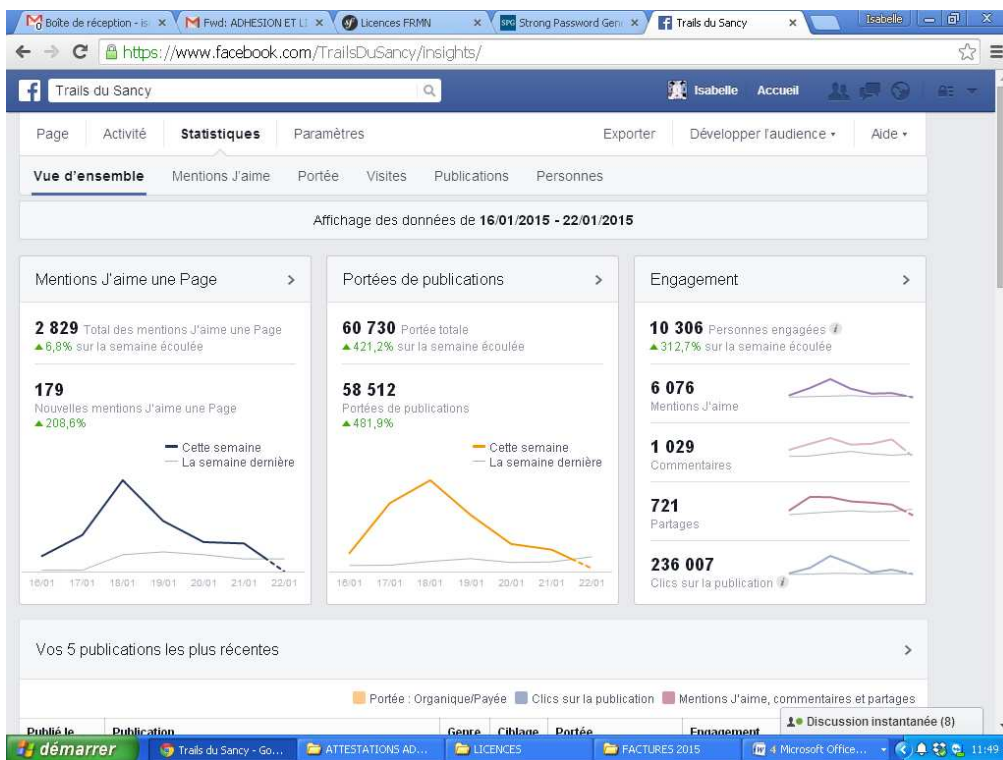 Boîte de réception - is
Fwd: ADHESION ET LI
Licences FRMN
Strong Password Gene
Trails du Sancy
Isabelle
https://www.facebook.com/TrailsDuSancy/insights/
Trails du Sancy
Isabelle Accueil
Page Activité Statistiques Paramètres Exporter Développer l'audience Aide
Vue d'ensemble Mentions J'aime Portée Visites Publications Personnes
Affichage des données de 16/01/2015 - 22/01/2015
Mentions J'aime une Page
2 829 Total des mentions J'aime une Page
6,8% sur la semaine écoulée
179
Nouvelles mentions J'aime une Page
208,6%
Cette semaine
La semaine dernière
16/01 17/01 18/01 19/01 20/01 21/01 22/01
Portées de publications
60 730 Portée totale
421,2% sur la semaine écoulée
58 512
Portées de publications
481,9%
Cette semaine
La semaine dernière
16/01 17/01 18/01 19/01 20/01 21/01 22/01
Engagement
10 306 Personnes engagées i
312,7% sur la semaine écoulée
6 076
Mentions J'aime
1 029
Commentaires
721
Partages
236 007
Clics sur la publication i
Vos 5 publications les plus récentes
Portée : Organique/Payée Clics sur la publication Mentions J'aime, commentaires et partages
Publié le Publication Genre Ciblage Portée Engagement
Discussion instantanée (8)
démarrer
Trails du Sancy - Go...
ATTESTATIONS AD...
LICENCES
FACTURES 2015
4 Microsoft Office...
11:49